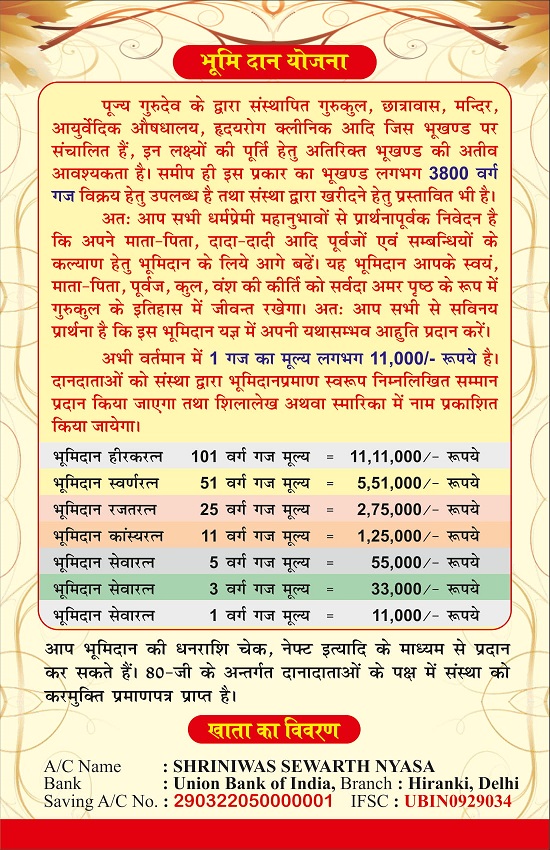 भूमि दान योजना
पूज्य गुरुदेव के द्वारा संस्थापित गुरुकुल, छात्रावास, मन्दिर,
आयुर्वेदिक औषधालय, हृदयरोग क्लीनिक आदि जिस भूखण्ड पर
संचालित हैं, इन लक्ष्यों की पूर्ति हेतु अतिरिक्त भूखण्ड की अतीव
आवश्यकता है। समीप ही इस प्रकार का भूखण्ड लगभग 3800 वर्ग
गज विक्रय हेतु उपलब्ध है तथा संस्था द्वारा खरीदने हेतु प्रस्तावित भी है।
अतः आप सभी धर्मप्रेमी महानुभावों से प्रार्थनापूर्वक निवेदन है
कि अपने माता-पिता, दादा-दादी आदि पूर्वजों एवं सम्बन्धियों के
कल्याण हेतु भूमिदान के लिये आगे बढें। यह भूमिदान आपके स्वयं,
माता-पिता, पूर्वज, कुल, वंश की कीर्ति को सर्वदा अमर पृष्ठ के रूप में
गुरुकुल के इतिहास में जीवन्त रखेगा। अतः आप सभी से सविनय
प्रार्थना है कि इस भूमिदान यज्ञ में अपनी यथासम्भव आहुति प्रदान करें।
अभी वर्तमान में 1 गज का मूल्य लगभग 11,000/- रूपये है।
दानदाताओं को संस्था द्वारा भूमिदानप्रमाण स्वरूप निम्नलिखित सम्मान
प्रदान किया जाएगा तथा शिलालेख अथवा स्मारिका में नाम प्रकाशित
किया जायेगा।
भूमिदान हीरकरत्न 101 वर्ग गज मूल्य = 11,11,000/- रूपये
भूमिदान स्वर्णरत्न 51 वर्ग गज मूल्य = 5,51,000/- रूपये
भूमिदान रजतरत्न 25 वर्ग गज मूल्य = 2,75,000/- रूपये
भूमिदान कांस्यरत्न 11 वर्ग गज मूल्य = 1,25,000/- रूपये
भूमिदान सेवारत्न 5 वर्ग गज मूल्य = 55,000/- रूपये
भूमिदान सेवारत्न 3 वर्ग गज मूल्य = 33,000/- रूपये
भूमिदान सेवारत्न 1 वर्ग गज मूल्य = 11,000/- रूपये
आप भूमिदान की धनराशि चेक, नेफ्ट इत्यादि के माध्यम से प्रदान
कर सकते हैं। 80-जी के अन्तर्गत दानादाताओं के पक्ष में संस्था को
करमुक्ति प्रमाणपत्र प्राप्त है।
खाता का विवरण
A/C Name : SHRINIWAS SEWARTH NYASA
Bank : Union Bank of India, Branch : Hiranki, Delhi
Saving A/C No. : 290322050000001 IFSC : UBIN0929034